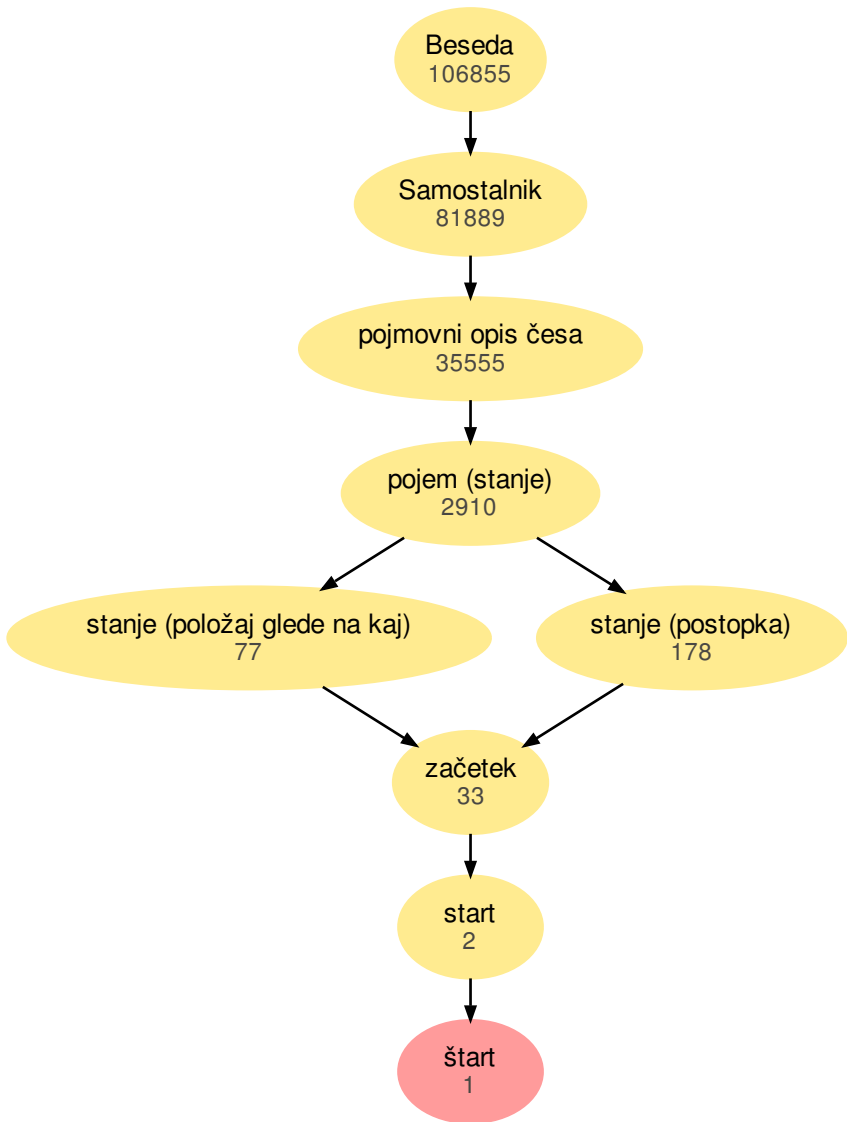 Beseda
106855
Samostalnik
81889
pojmovni opis česa
35555
pojem (stanje)
2910
stanje (položaj glede na kaj)
77
stanje (postopka)
178
začetek
33
start
2
štart
1